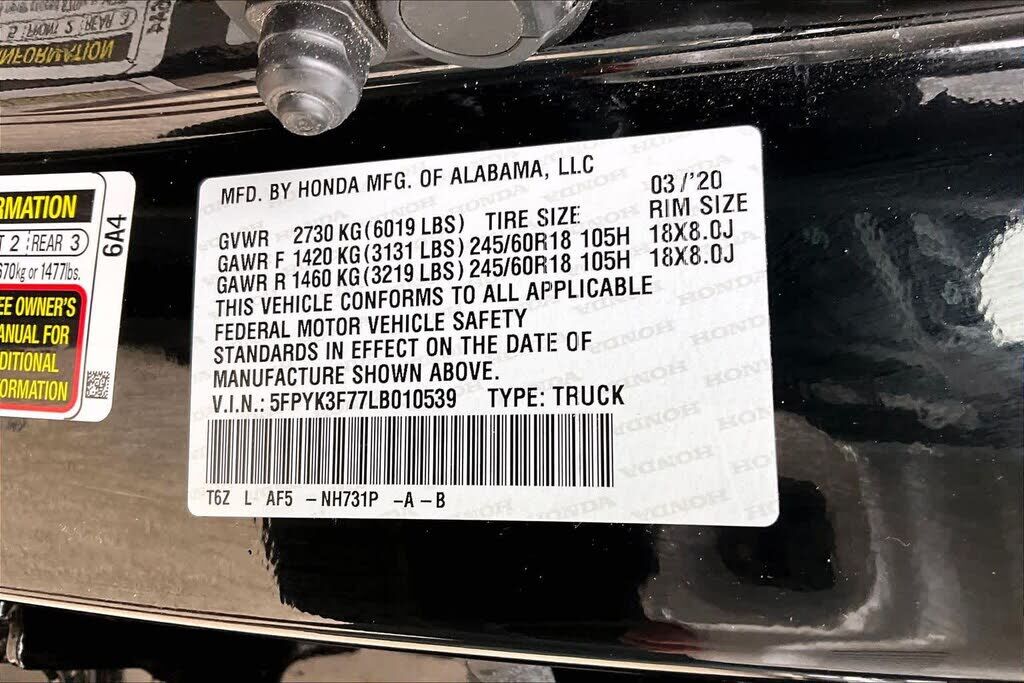 RMATION
T 2 REAR 3
670kg or 1477lbs.
EE OWNER'S
ANUAL FOR
DITIONAL
ORMATION
6A4
MFD. BY HONDA MFG. OF ALABAMA, LLC
03/'20
GVWR 2730 KG(6019 LBS) TIRE SIZE RIM SIZE
GAWR F 1420 KG(3131 LBS) 245/60R18 105H 18X8.0J
GAWR R 1460 KG(3219 LBS) 245/60R18 105H 18X8.0J
THIS VEHICLE CONFORMS TO ALL APPLICABLE
FEDERAL MOTOR VEHICLE SAFETY
STANDARDS IN EFFECT ON THE DATE OF
MANUFACTURE SHOWN ABOVE.
V.I.N.: 5FPYK3F77LB010539 TYPE: TRUCK
T6Z L AF5 -NH731P -A-B